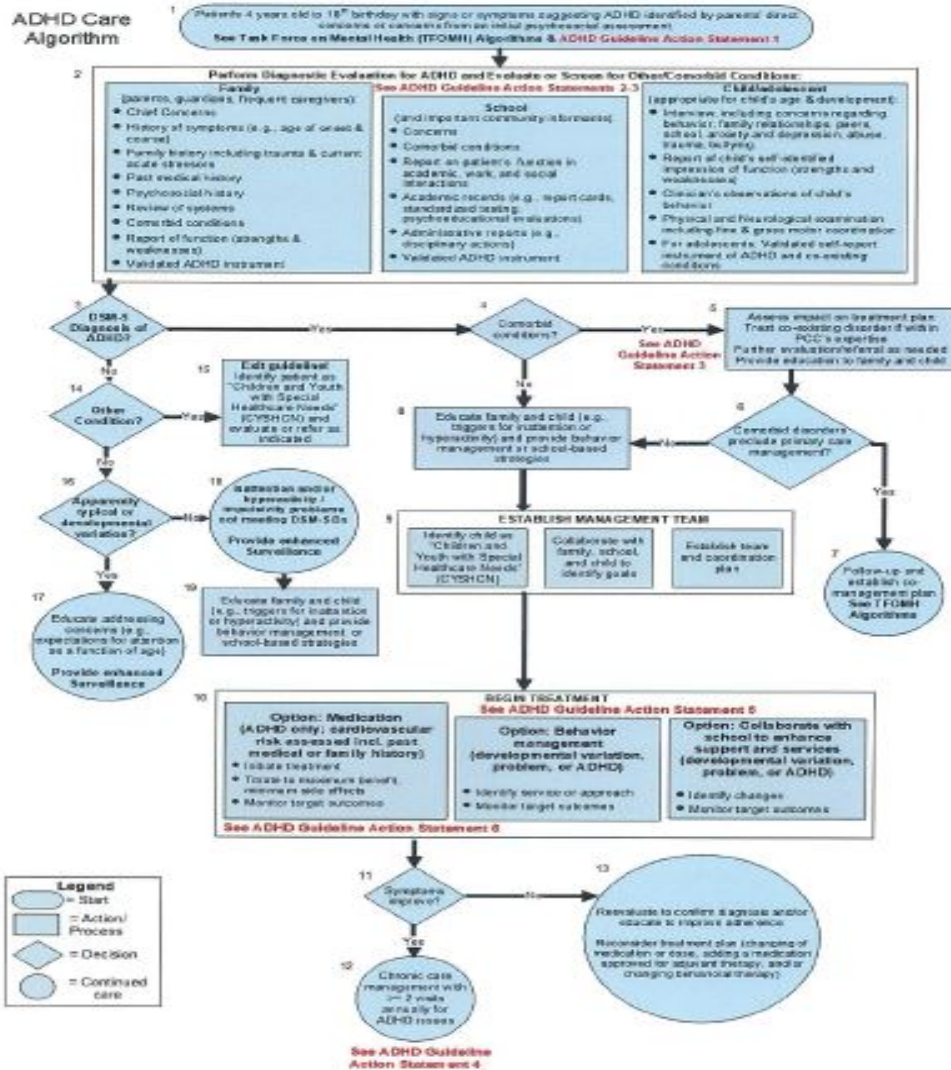 ADHD Care
Algorithm
1
Patients 4 years old to 18th birthday with signs or symptoms suggesting ADHD identified by parents' direct
concerns or concerns from an initial psychosocial assessment.
See Task Force on Mental Health (TFOMH) Algorithms & ADHD Guideline Action Statement 1
2
Perform Diagnostic Evaluation for ADHD and Evaluate or Screen for Other/Comorbid Conditions:
See ADHD Guideline Action Statements 2-3
Family
(parents, guardians, frequent caregivers):
• Chief Concerns
• History of symptoms (e.g., age of onset &
course)
• Family history including trauma & current
acute stressors
• Past medical history
• Psychosocial history
• Review of systems
• Comorbid conditions
• Report of function (strengths &
weaknesses)
• Validated ADHD instrument
School
(and important community informants):
• Concerns
• Comorbid conditions
• Report on patient's function in
academic, work, and social
interactions
• Academic records (e.g., report cards,
standardized testing,
psychoeducational evaluations)
• Administrative reports (e.g.,
disciplinary actions)
• Validated ADHD instrument
Child/adolescent
(appropriate for child's age & development):
• Interview, including concerns regarding
behavior, family relationships, peers,
school, anxiety and depression, abuse,
trauma, bullying
• Report of child's self-identified
impression of function (strengths and
weaknesses)
• Clinician's observations of child's
behavior
• Physical and Neurological examination
including fine & gross motor coordination
• For adolescents: Validated self-report
instrument of ADHD and co-existing
conditions
3
DSM-5
Diagnosis of
ADHD?
Yes
No
4
Comorbid
conditions?
Yes
See ADHD
Guideline Action
Statement 3
No
5
Assess impact on treatment plan
Treat co-existing disorder if within
PCC's expertise
Further evaluation/referral as needed
Provide education to family and child
6
Comorbid disorders
preclude primary care
management?
No
Yes
7
Follow-up and
establish co-
management plan
See TFOMH
Algorithms
8
Educate family and child (e.g.,
triggers for inattention or
hyperactivity) and provide behavior
management or school-based
strategies
14
Other
Condition?
Yes
No
15
Exit guideline!
Identify patient as
"Children and Youth
with Special
Healthcare Needs"
(CYSHCN) and
evaluate or refer as
indicated
16
Apparently
typical or
developmental
variation?
No
Yes
18
Inattention and/or
hyperactivity /
impulsivity problems
not meeting DSM-5
Provide enhanced
Surveillance
17
Educate addressing
concerns (e.g.,
expectations for attention
as a function of age)
Provide enhanced
Surveillance
19
Educate family and child
(e.g., triggers for inattention
or hyperactivity) and provide
behavior management, or
school-based strategies
9
ESTABLISH MANAGEMENT TEAM
Identify child as
"Children and
Youth with Special
Healthcare Needs"
(CYSHCN)
Collaborate with
family, school,
and child to
identify goals
Establish team
and coordination
plan
10
BEGIN TREATMENT
See ADHD Guideline Action Statement 5
Option: Medication
(ADHD only; cardiovascular
risk assessed incl. past
medical or family history)
• Initiate treatment
• Titrate to maximum benefit,
minimum side effects
• Monitor target outcomes
Option: Behavior
management
(developmental variation,
problem, or ADHD)
• Identify service or approach
• Monitor target outcomes
Option: Collaborate with
school to enhance
support and services
(developmental variation,
problem, or ADHD)
• Identify changes
• Monitor target outcomes
See ADHD Guideline Action Statement 6
11
Symptoms
improve?
No
Yes
12
Chronic care
management with
>= 2 visits
annually for
ADHD issues
See ADHD Guideline
Action Statement 4
13
Reevaluate to confirm diagnosis and/or
educate to improve adherence.
Reconsider treatment plan (changing of
medication or dose, adding a medication
approved for adjuvant therapy, and/or
changing behavioral therapy)
Legend
= Start
= Action/
Process
= Decision
= Continued
care